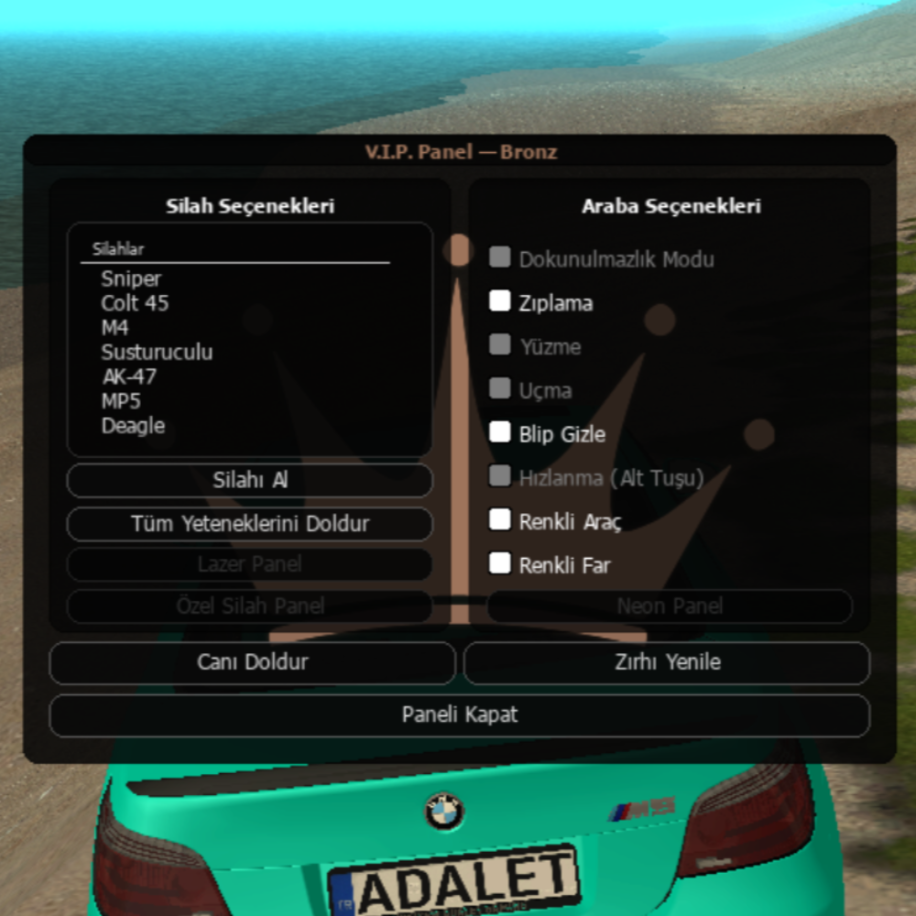 V.I.P. Panel — Bronz
Silah Seçenekleri
Silahlar
Sniper
Colt 45
M4
Susturuculu
AK-47
MP5
Deagle
Silahı Al
Tüm Yeteneklerini Doldur
Lazer Panel
Özel Silah Panel
Araba Seçenekleri
Dokunulmazlık Modu
Zıplama
Yüzme
Uçma
Blip Gizle
Hızlanma (Alt Tuşu)
Renkli Araç
Renkli Far
Neon Panel
Canı Doldur
Zırhı Yenile
Paneli Kapat
BMW
M5
TR
ADALET